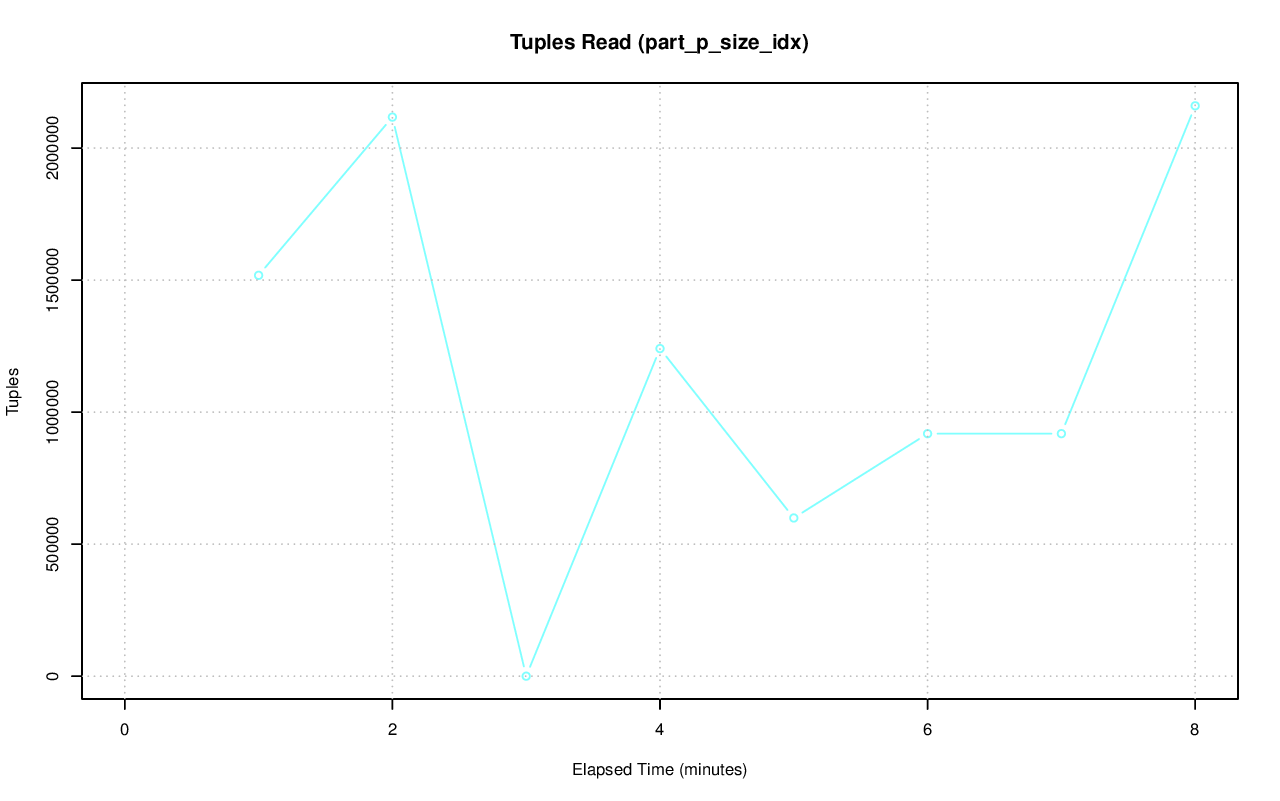 Tuples Read (part_p_size_idx)
2000000
1500000
1000000
500000
0
Tuples
0 2 4 6 8
Elapsed Time (minutes)